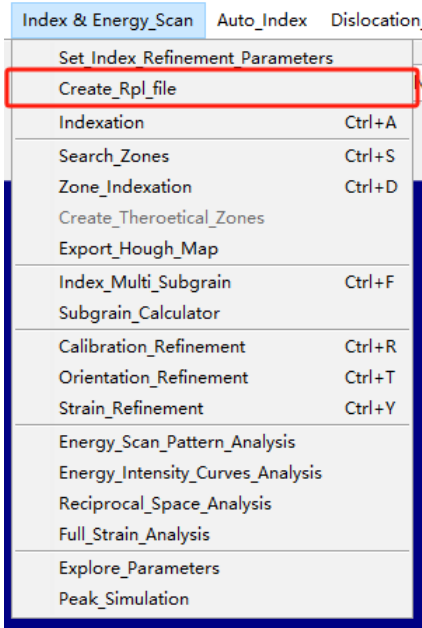 Index & Energy_Scan Auto_Index Dislocation_
Set_Index_Refinement_Parameters
Create_Rpl_file
Indexation Ctrl+A
Search_Zones Ctrl+S
Zone_Indexation Ctrl+D
Create_Theroetical_Zones
Export_Hough_Map
Index_Multi_Subgrain Ctrl+F
Subgrain_Calculator
Calibration_Refinement Ctrl+R
Orientation_Refinement Ctrl+T
Strain_Refinement Ctrl+Y
Energy_Scan_Pattern_Analysis
Energy_Intensity_Curves_Analysis
Reciprocal_Space_Analysis
Full_Strain_Analysis
Explore_Parameters
Peak_Simulation